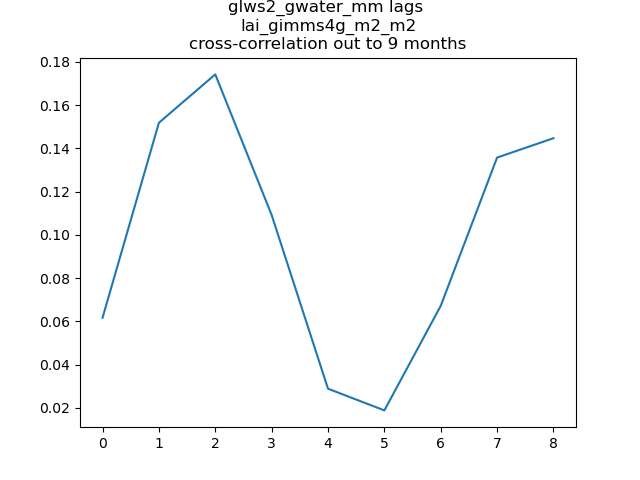 glws2_gwater_mm lags
lai_gimms4g_m2_m2
cross-correlation out to 9 months
0.18
0.16
0.14
0.12
0.10
0.08
0.06
0.04
0.02
0 1 2 3 4 5 6 7 8